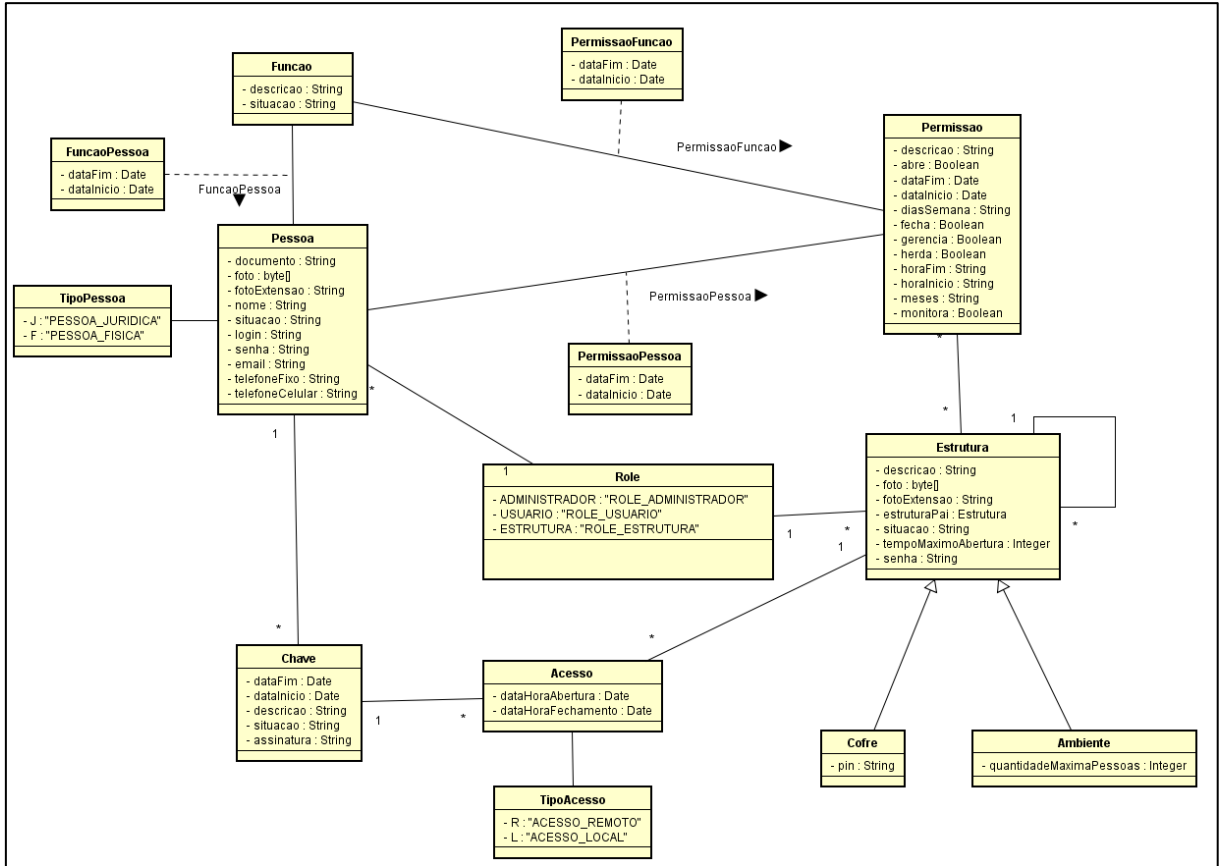 PermissaoFuncao
- dataFim : Date
- dataInicio : Date
Funcao
- descricao : String
- situacao : String
Permissao
- descricao : String
- abre : Boolean
- dataFim : Date
- dataInicio : Date
- diasSemana : String
- fecha : Boolean
- gerencia : Boolean
- herda : Boolean
- horaFim : String
- horaInicio : String
- meses : String
- monitora : Boolean
PermissaoFuncao
FuncaoPessoa
- dataFim : Date
- dataInicio : Date
FuncaoPessoa
Pessoa
- documento : String
- foto : byte[]
- fotoExtensao : String
- nome : String
- situacao : String
- login : String
- senha : String
- email : String
- telefoneFixo : String
- telefoneCelular : String
TipoPessoa
- J : "PESSOA_JURIDICA"
- F : "PESSOA_FISICA"
PermissaoPessoa
PermissaoPessoa
- dataFim : Date
- dataInicio : Date
*
*
*
1
1
Estrutura
- descricao : String
- foto : byte[]
- fotoExtensao : String
- estruturaPai : Estrutura
- situacao : String
- tempoMaximoAbertura : Integer
- senha : String
*
1
Role
- ADMINISTRADOR : "ROLE_ADMINISTRADOR"
- USUARIO : "ROLE_USUARIO"
- ESTRUTURA : "ROLE_ESTRUTURA"
1
*
1
*
*
Chave
- dataFim : Date
- dataInicio : Date
- descricao : String
- situacao : String
- assinatura : String
1
*
Acesso
- dataHoraAbertura : Date
- dataHoraFechamento : Date
Cofre
- pin : String
Ambiente
- quantidadeMaximaPessoas : Integer
TipoAcesso
- R : "ACESSO_REMOTO"
- L : "ACESSO_LOCAL"